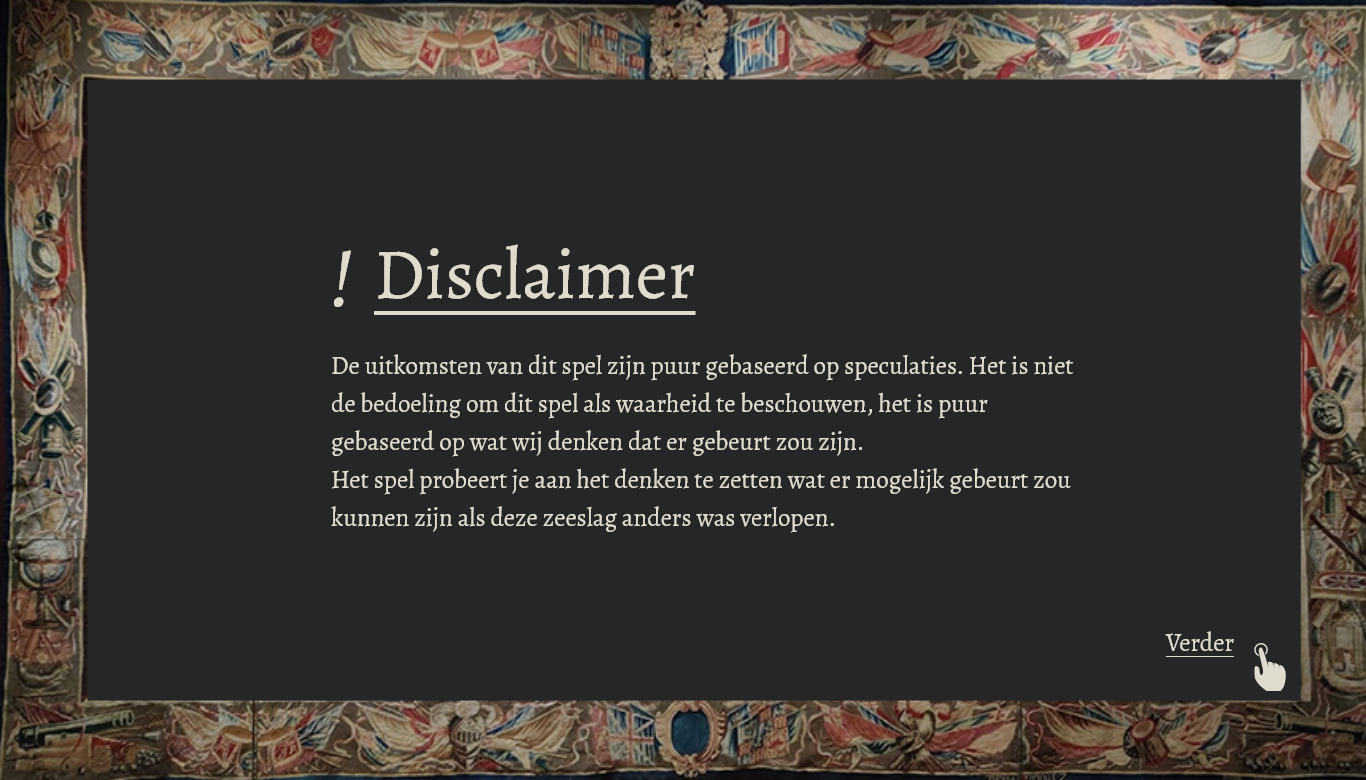 ! Disclaimer
De uitkomsten van dit spel zijn puur gebaseerd op speculaties. Het is niet
de bedoeling om dit spel als waarheid te beschouwen, het is puur
gebaseerd op wat wij denken dat er gebeurt zou zijn.
Het spel probeert je aan het denken te zetten wat er mogelijk gebeurt zou
kunnen zijn als deze zeeslag anders was verlopen.
Verder